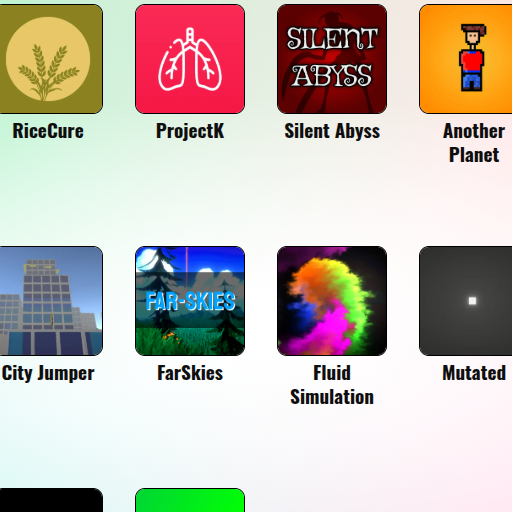 SILENT
ABYSS
RiceCure
ProjectK
Silent Abyss
Another
Planet
FAR-SKIES
City Jumper
FarSkies
Fluid
Simulation
Mutated